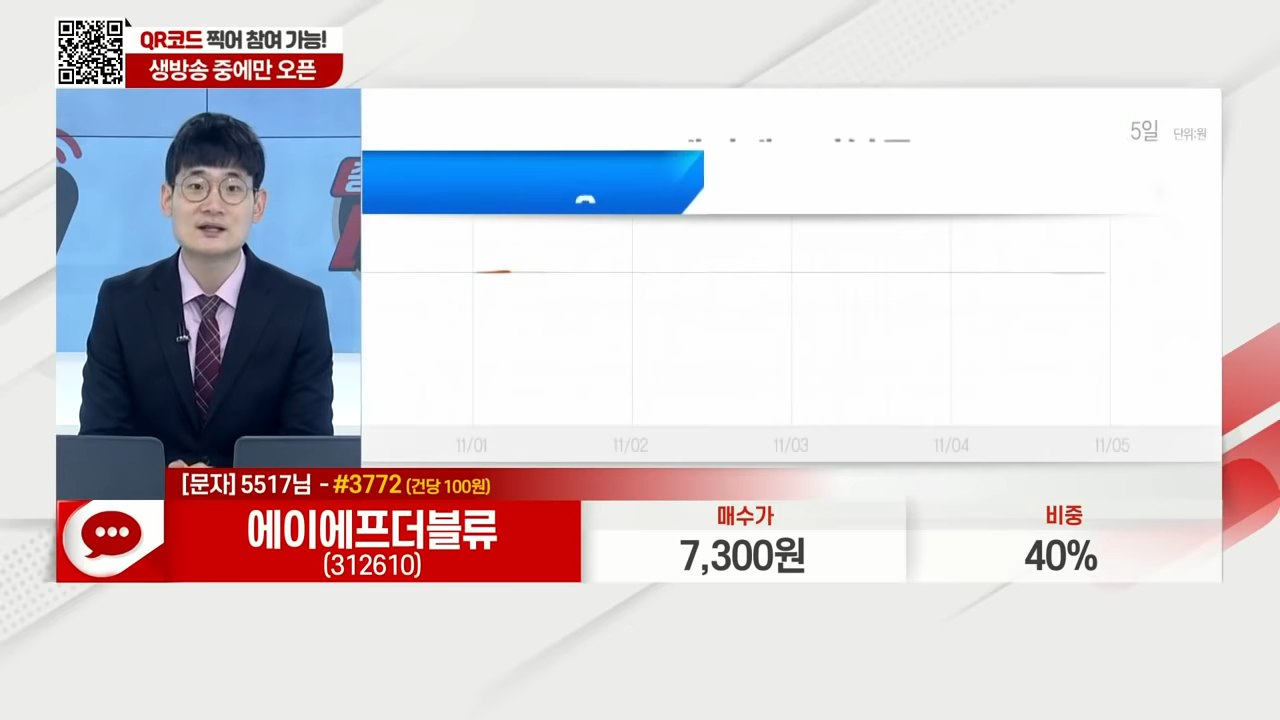 QR코드 찍어 참여 가능!
생방송 중에만 오픈
5일 단위:원
11/01 11/02 11/03 11/04 11/05
[문자] 5517님 - #3772 (건당 100원)
에이에프더블류
(312610)
매수가
7,300원
비중
40%